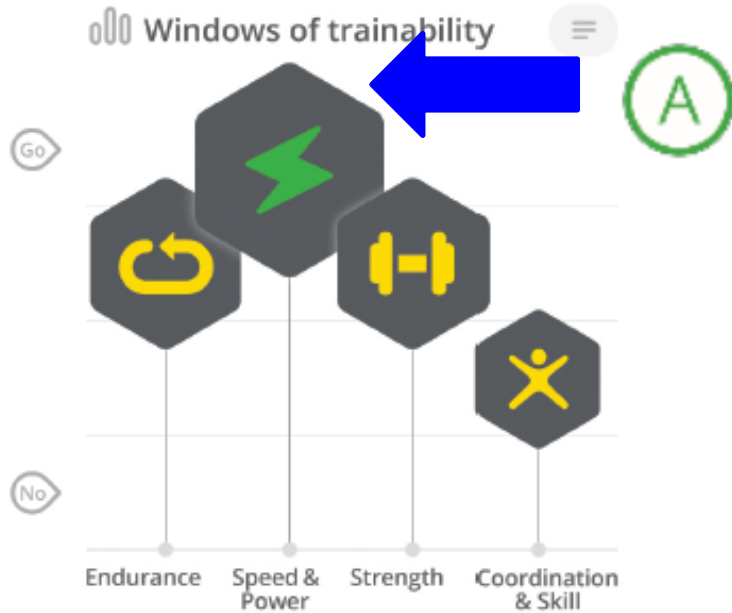 Windows of trainability
A
Go
No
Endurance
Speed &
Power
Strength
Coordination
& Skill